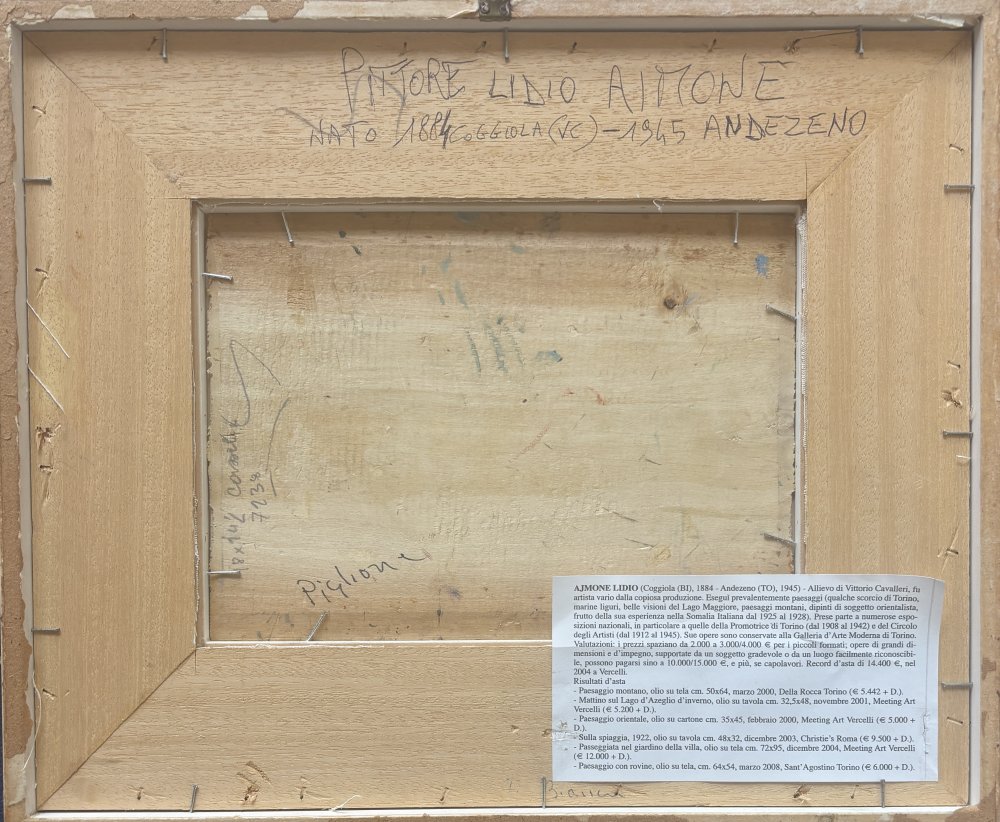 PITTORE LIDIO AIMONE
NATO 1884 COGGIOLA (VC) - 1945 ANDEZENO
7238
Piglione
AJMONE LIDIO (Coggiola (BI), 1884 - Andezeno (TO), 1945) - Allievo di Vittorio Cavalleri, fu
artista vario dalla copiosa produzione. Eseguì prevalentemente paesaggi (qualche scorcio di Torino,
marine liguri, belle visioni del Lago Maggiore, paesaggi montani, dipinti di soggetto orientalista,
frutto della sua esperienza nella Somalia Italiana dal 1925 al 1928). Prese parte a numerose espo-
sizioni nazionali, in particolare a quelle della Promotrice di Torino (dal 1908 al 1942) e del Circolo
degli Artisti (dal 1912 al 1945). Sue opere sono conservate alla Galleria d'Arte Moderna di Torino.
Valutazioni: i prezzi spaziano da 2.000 a 3.000/4.000 € per i piccoli formati; opere di grandi di-
mensioni e d'impegno, supportate da un soggetto gradevole o da un luogo facilmente riconoscibi-
le, possono pagarsi sino a 10.000/15.000 €, e più, se capolavori. Record d'asta di 14.400 €, nel
2004 a Vercelli.
Risultati d'asta
- Paesaggio montano, olio su tela cm. 50x64, marzo 2000, Della Rocca Torino (€ 5.442 + D.).
- Mattino sul Lago d'Azeglio d'inverno, olio su tavola cm. 32,5x48, novembre 2001, Meeting Art
Vercelli (€ 5.200 + D.).
- Paesaggio orientale, olio su cartone cm. 35x45, febbraio 2000, Meeting Art Vercelli (€ 5.000 +
D.).
- Sulla spiaggia, 1922, olio su tavola cm. 48x32, dicembre 2003, Christie's Roma (€ 9.500 + D.).
- Passeggiata nel giardino della villa, olio su tela cm. 72x95, dicembre 2004, Meeting Art Vercelli
(€ 12.000 + D.).
- Paesaggio con rovine, olio su tela, cm. 64x54, marzo 2008, Sant'Agostino Torino (€ 6.000 + D.).